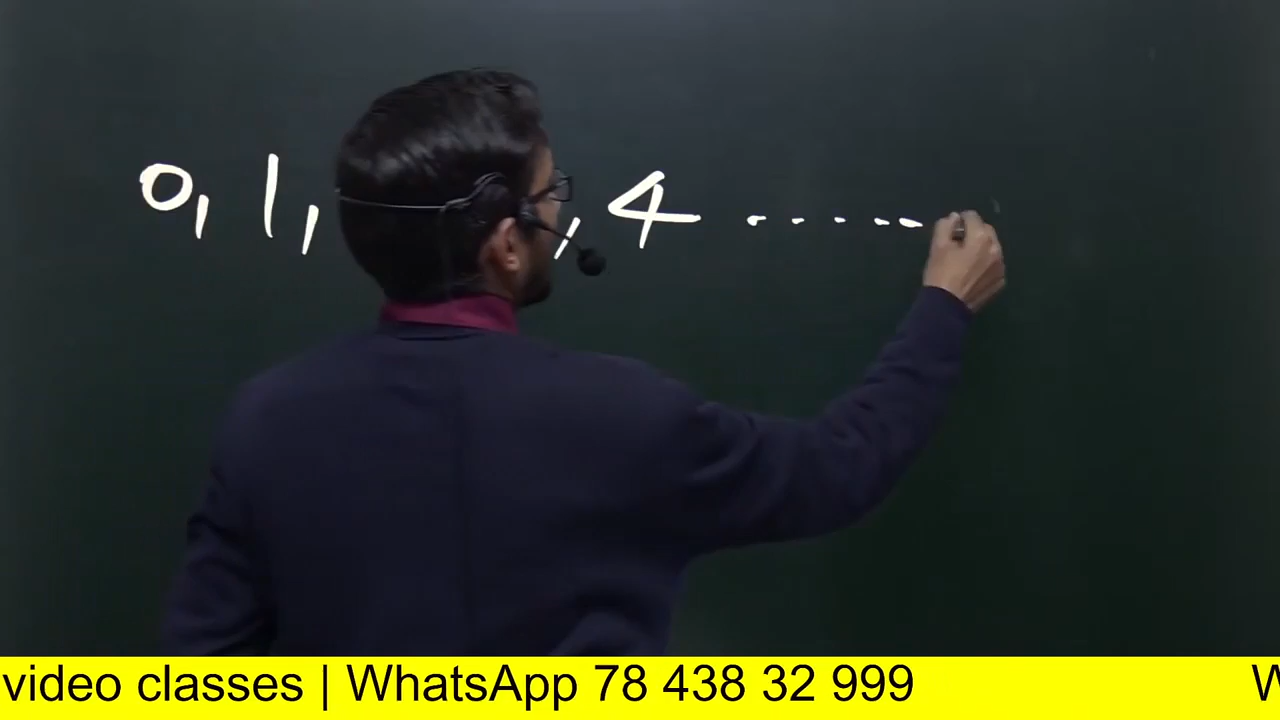 0, 1, , 4 .....
video classes | WhatsApp 78 438 32 999